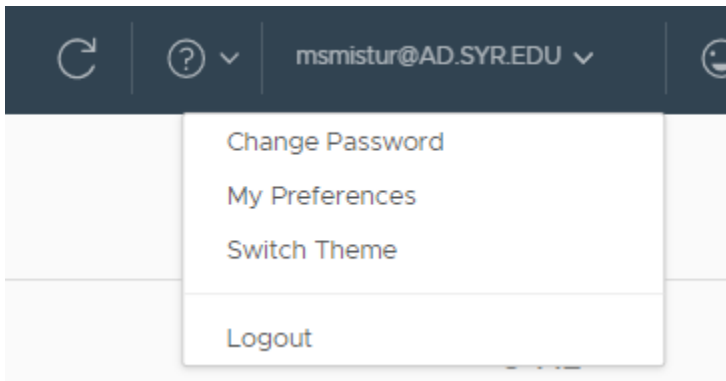 msmistur@AD.SYR.EDU
Change Password
My Preferences
Switch Theme
Logout